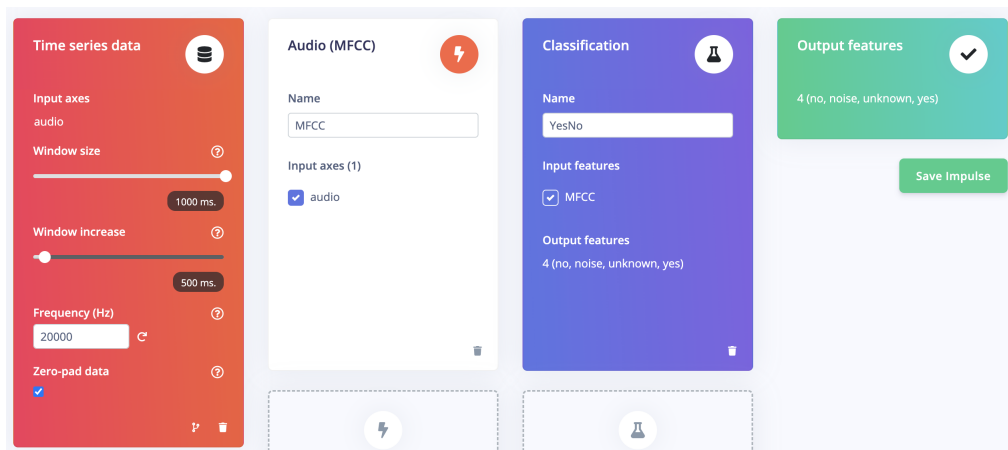 Time series data
Input axes
audio
Window size
1000 ms.
Window increase
500 ms.
Frequency (Hz)
20000
Zero-pad data
Audio (MFCC)
Name
MFCC
Input axes (1)
audio
Classification
Name
YesNo
Input features
MFCC
Output features
4 (no, noise, unknown, yes)
Output features
4 (no, noise, unknown, yes)
Save Impulse